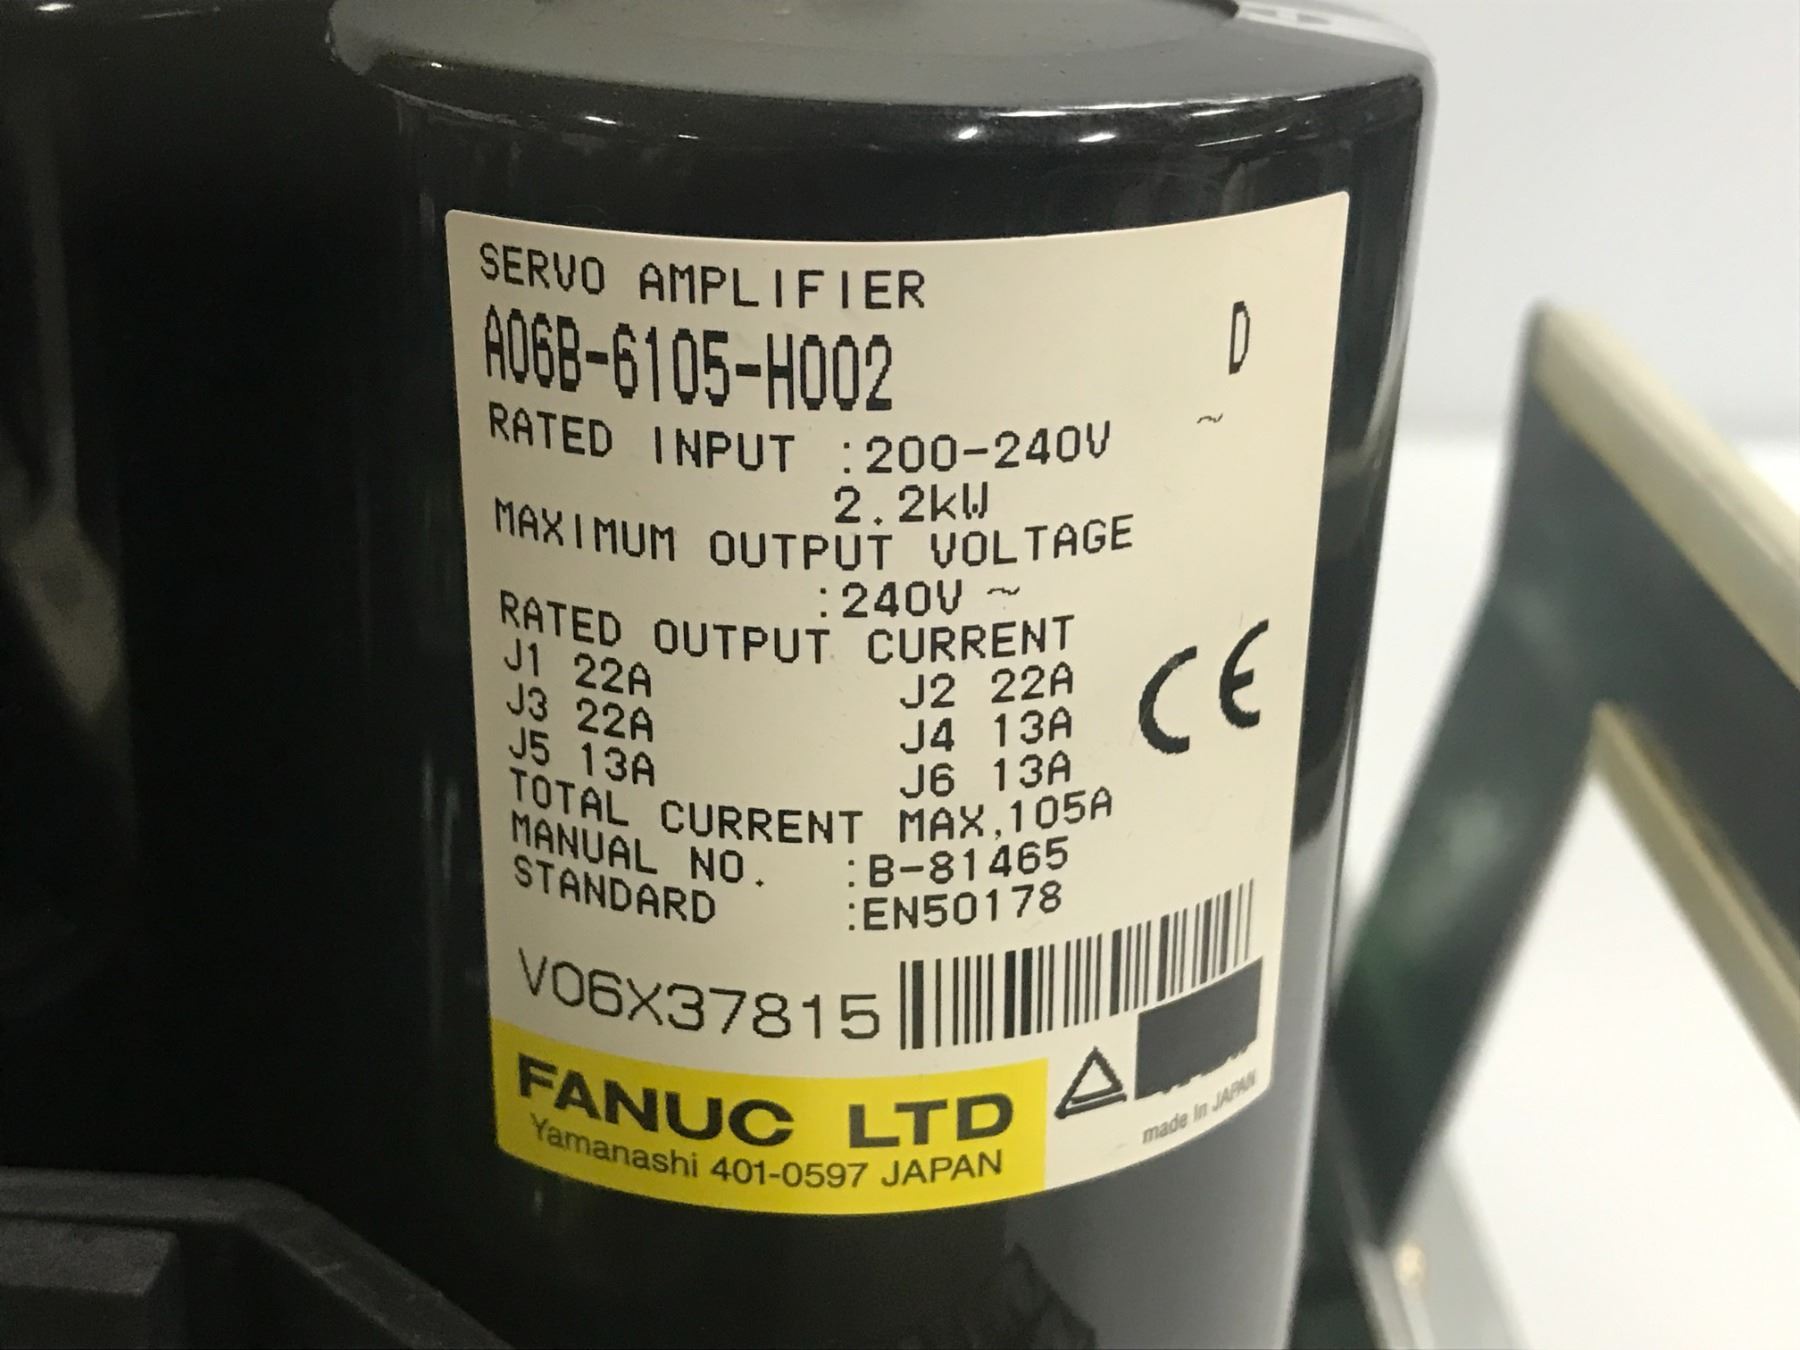 SERVO AMPLIFIER
A06B-6105-H002 D
RATED INPUT :200-240V ~
2.2kW
MAXIMUM OUTPUT VOLTAGE
:240V ~
RATED OUTPUT CURRENT
J1 22A J2 22A
J3 22A J4 13A
J5 13A J6 13A
TOTAL CURRENT MAX,105A
MANUAL NO. :B-81465
STANDARD :EN50178
CE
V06X37815
FANUC LTD
Yamanashi 401-0597 JAPAN
made in JAPAN